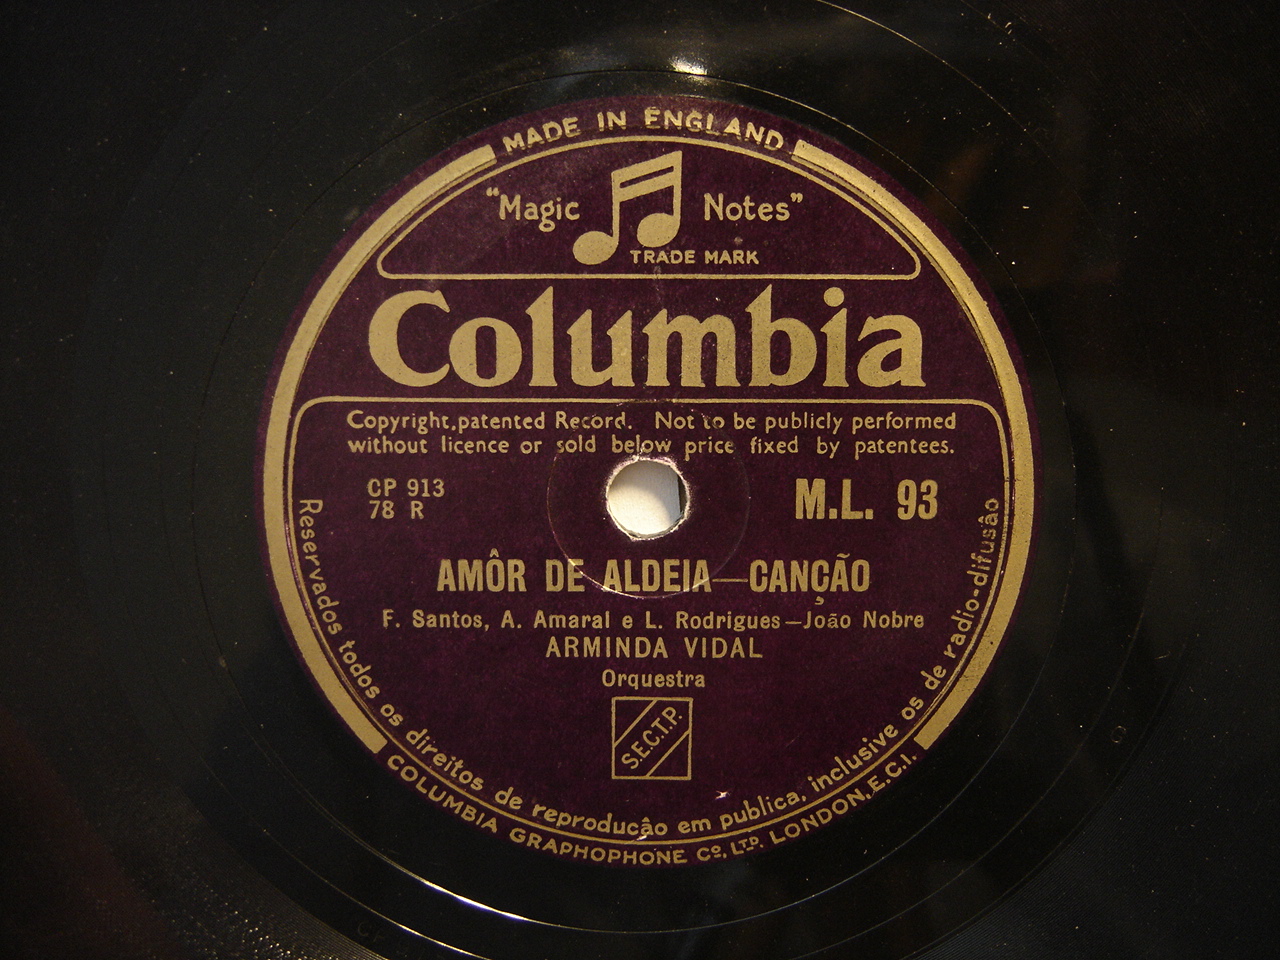 MADE IN ENGLAND
"Magic Notes"
TRADE MARK
Columbia
Copyright, patented Record. Not to be publicly performed
without licence or sold below price fixed by patentees.
CP 913
78 R
M.L. 93
AMÔR DE ALDEIA—CANÇÃO
F. Santos, A. Amaral e L. Rodrigues—João Nobre
ARMINDA VIDAL
Orquestra
S.E.C.T.P.
Reservados todos os direitos de reproducâo em publica, inclusive os de radio-difusâo
COLUMBIA GRAPHOPHONE Co. LTD. LONDON, E.C.I.